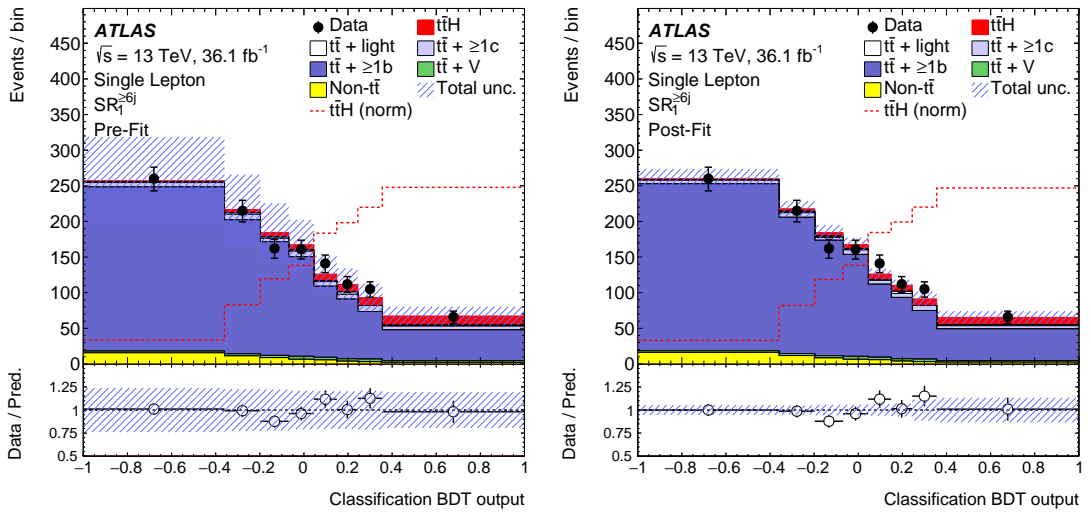 Events / bin
500
450
400
350
300
250
200
150
100
50
0
ATLAS
√s = 13 TeV, 36.1 fb⁻¹
Single Lepton
SR₁^≥6j
Pre-Fit
Data
tt̄H
tt̄ + light
tt̄ + ≥1c
tt̄ + ≥1b
tt̄ + V
Non-tt̄
Total unc.
tt̄H (norm)
Data / Pred.
1.25
1
0.75
0.5
−1 −0.8 −0.6 −0.4 −0.2 0 0.2 0.4 0.6 0.8 1
Classification BDT output
Events / bin
500
450
400
350
300
250
200
150
100
50
0
ATLAS
√s = 13 TeV, 36.1 fb⁻¹
Single Lepton
SR₁^≥6j
Post-Fit
Data
tt̄H
tt̄ + light
tt̄ + ≥1c
tt̄ + ≥1b
tt̄ + V
Non-tt̄
Total unc.
tt̄H (norm)
Data / Pred.
1.25
1
0.75
0.5
−1 −0.8 −0.6 −0.4 −0.2 0 0.2 0.4 0.6 0.8 1
Classification BDT output